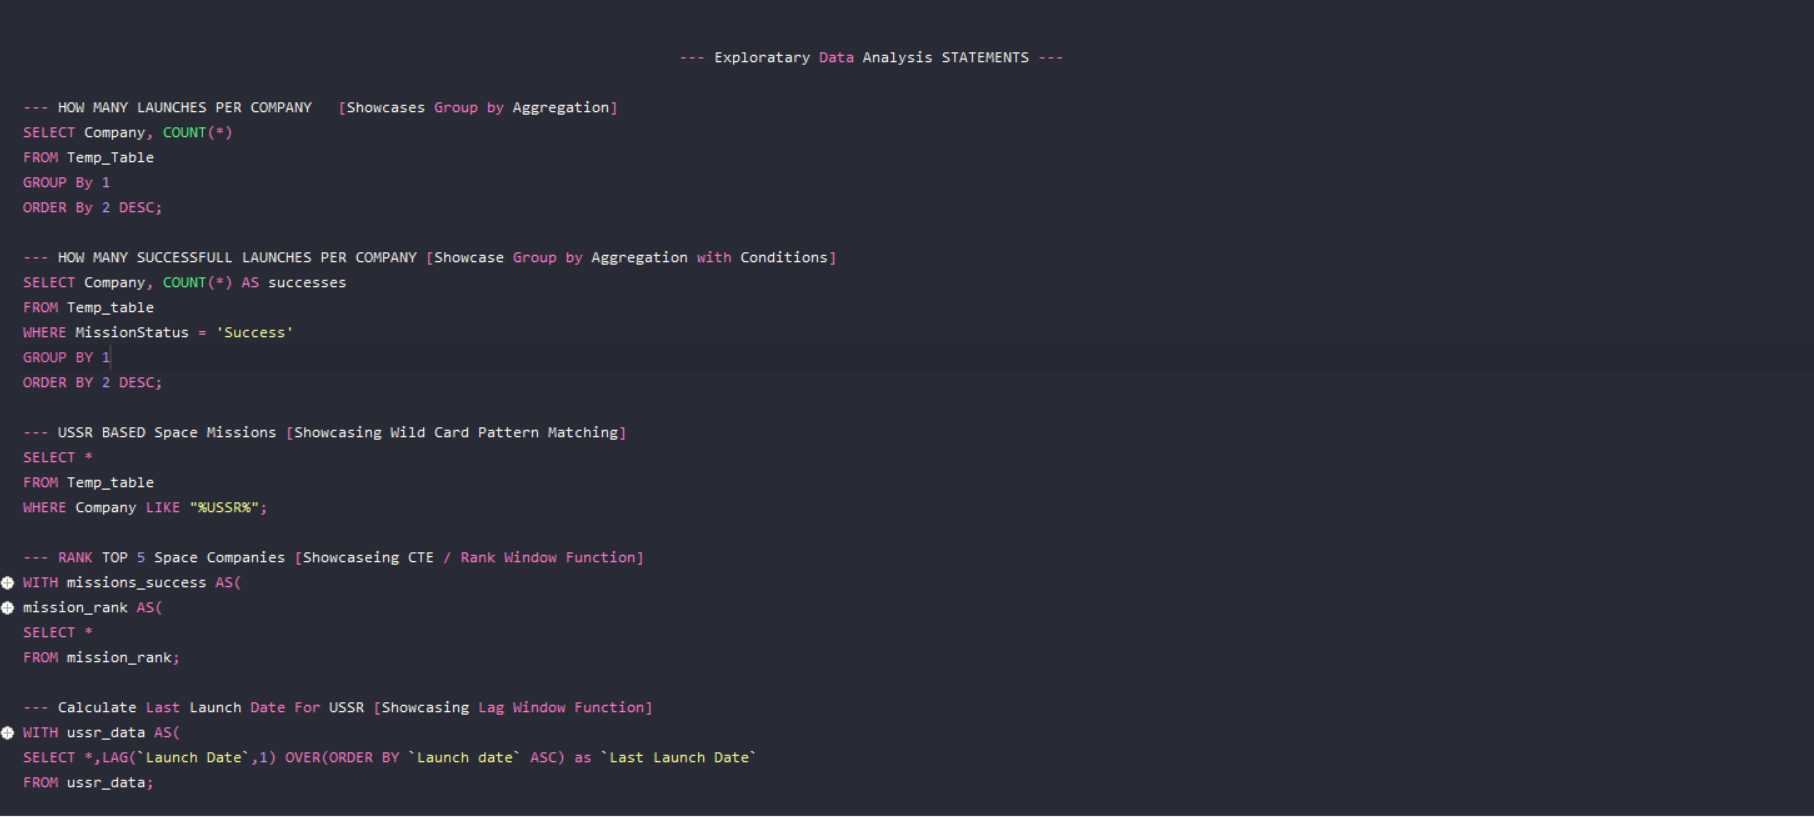 --- Exploratary Data Analysis STATEMENTS ---
--- HOW MANY LAUNCHES PER COMPANY   [Showcases Group by Aggregation]
SELECT Company, COUNT(*)
FROM Temp_Table
GROUP By 1
ORDER By 2 DESC;
--- HOW MANY SUCCESSFULL LAUNCHES PER COMPANY [Showcase Group by Aggregation with Conditions]
SELECT Company, COUNT(*) AS successes
FROM Temp_table
WHERE MissionStatus = 'Success'
GROUP BY 1
ORDER BY 2 DESC;
--- USSR BASED Space Missions [Showcasing Wild Card Pattern Matching]
SELECT *
FROM Temp_table
WHERE Company LIKE "%USSR%";
--- RANK TOP 5 Space Companies [Showcaseing CTE / Rank Window Function]
WITH missions_success AS(
mission_rank AS(
SELECT *
FROM mission_rank;
--- Calculate Last Launch Date For USSR [Showcasing Lag Window Function]
WITH ussr_data AS(
SELECT *,LAG(`Launch Date`,1) OVER(ORDER BY `Launch date` ASC) as `Last Launch Date`
FROM ussr_data;